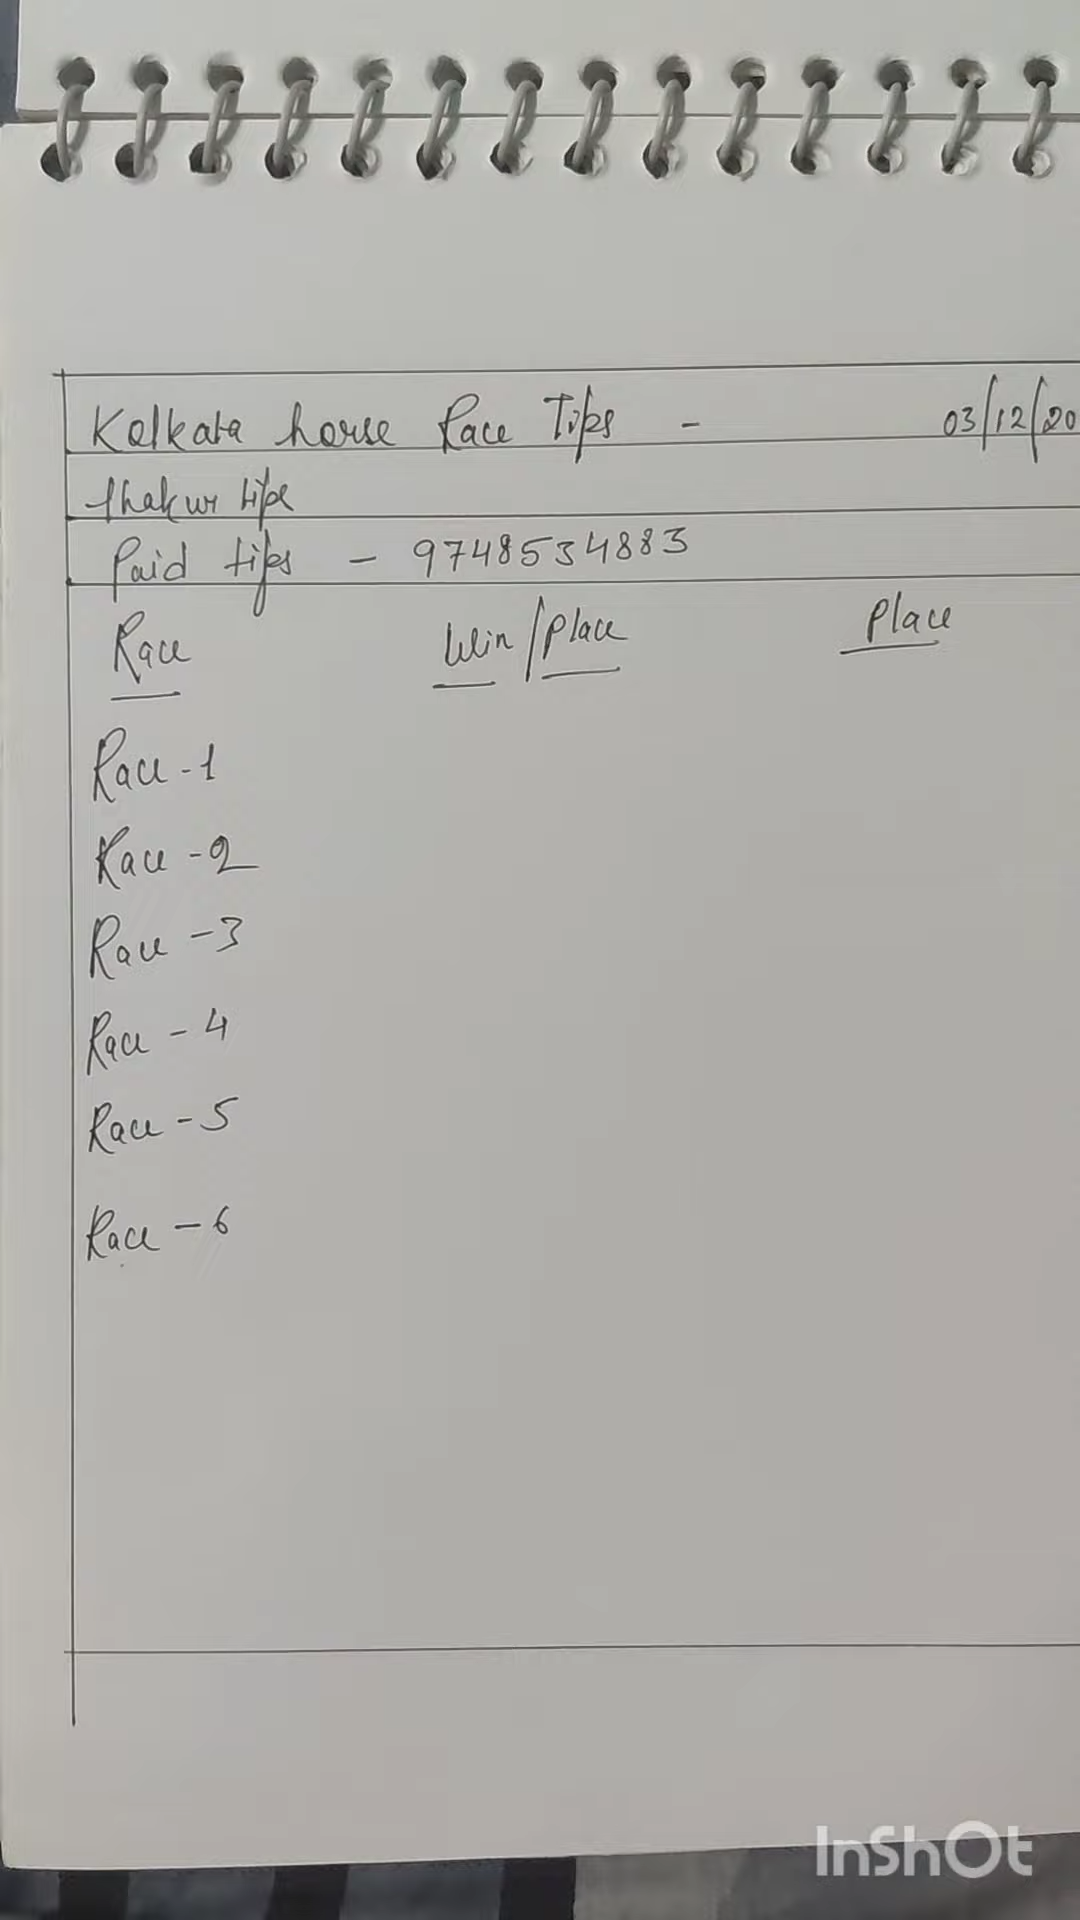 Kolkata horse Race Tips - 03/12/20
thakur tips
Paid tips - 9748534883
Race Win/Place Place
Race - 1
Race - 2
Race - 3
Race - 4
Race - 5
Race - 6
InShOt